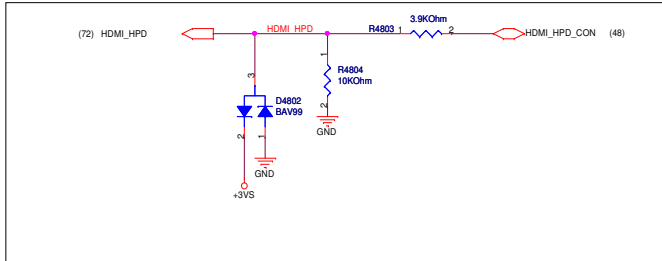 3.9KOhm
(72) HDMI_HPD HDMI_HPD R4803 1 2 HDMI_HPD_CON (48)
3 1 R4804
10KOhm
D4802
BAV99
2 1 2
GND
GND
+3VS